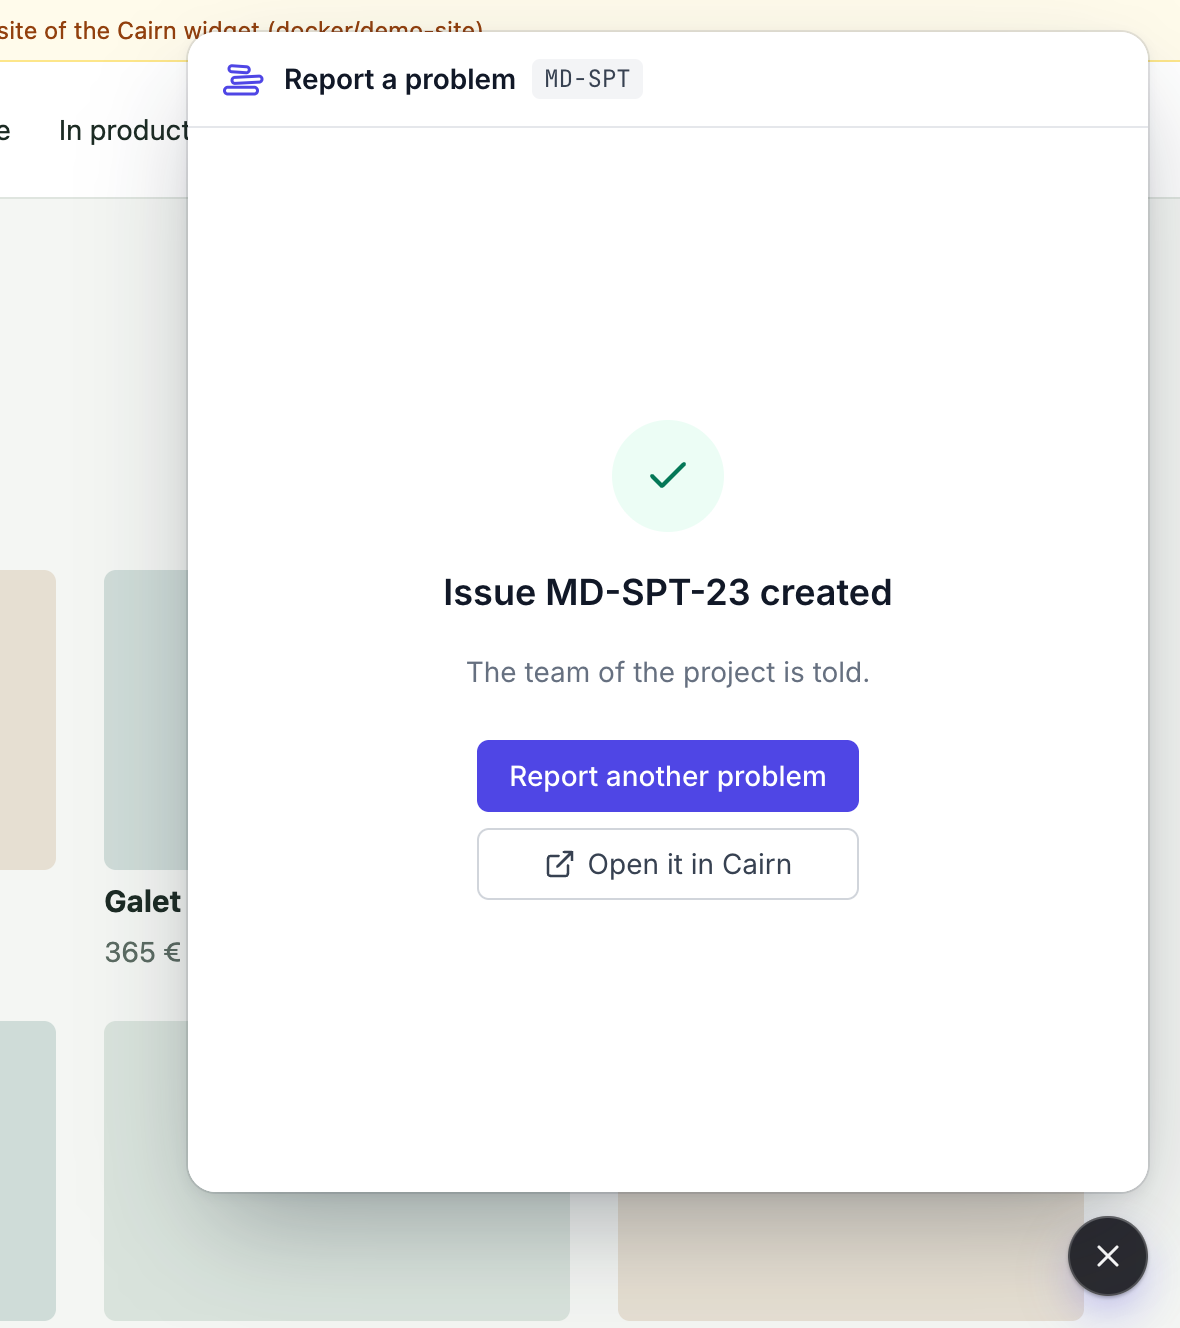 site of the Cairn widget (docker/demo-site)
In product
Report a problem MD-SPT
Issue MD-SPT-23 created
The team of the project is told.
Report another problem
Open it in Cairn
Galet
365 €